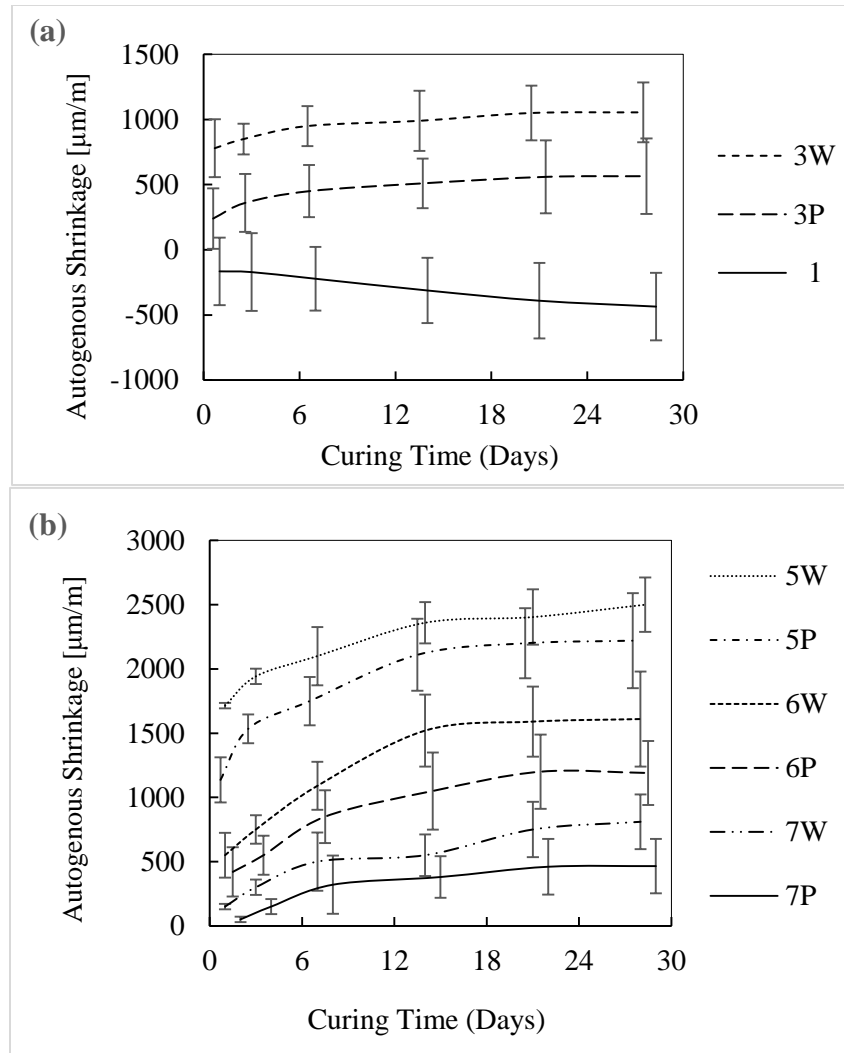 (a)
Autogenous Shrinkage [µm/m]
1500
1000
500
0
-500
-1000
0 6 12 18 24 30
Curing Time (Days)
3W
3P
1
(b)
Autogenous Shrinkage [µm/m]
3000
2500
2000
1500
1000
500
0
0 6 12 18 24 30
Curing Time (Days)
5W
5P
6W
6P
7W
7P